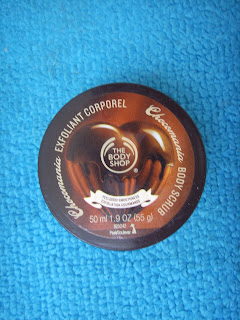 Chocomania EXFOLIANT CORPOREL
Chocomania BODY SCRUB
THE BODY SHOP®
50 ml 1.9 OZ (55 g)